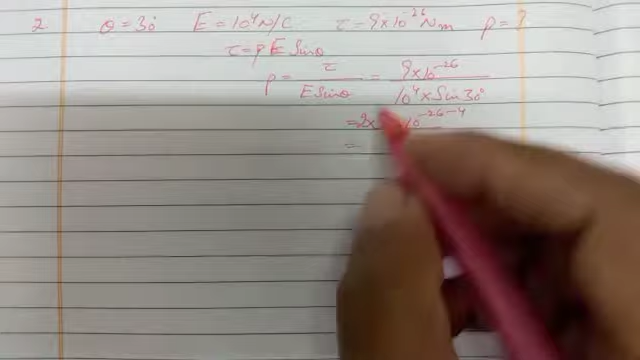 2 θ = 30 E = 10⁴ N/C τ = 9×10⁻²⁶ Nm p = ?
τ = p E Sinθ
p = τ / E Sinθ = 9×10⁻²⁶ / 10⁴ × Sin 30°
= 2× 10⁻²⁶⁻⁴
=